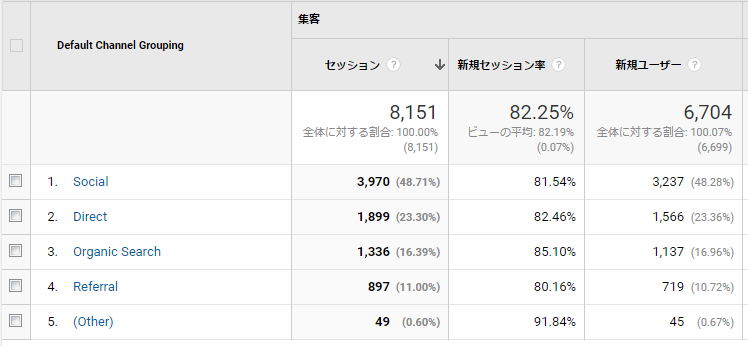 集客
Default Channel Grouping
セッション ? 新規セッション率 ? 新規ユーザー ?
8,151 82.25% 6,704
全体に対する割合: 100.00% ビューの平均: 82.19% 全体に対する割合: 100.07%
(8,151) (0.07%) (6,699)
1. Social 3,970 (48.71%) 81.54% 3,237 (48.28%)
2. Direct 1,899 (23.30%) 82.46% 1,566 (23.36%)
3. Organic Search 1,336 (16.39%) 85.10% 1,137 (16.96%)
4. Referral 897 (11.00%) 80.16% 719 (10.72%)
5. (Other) 49 (0.60%) 91.84% 45 (0.67%)